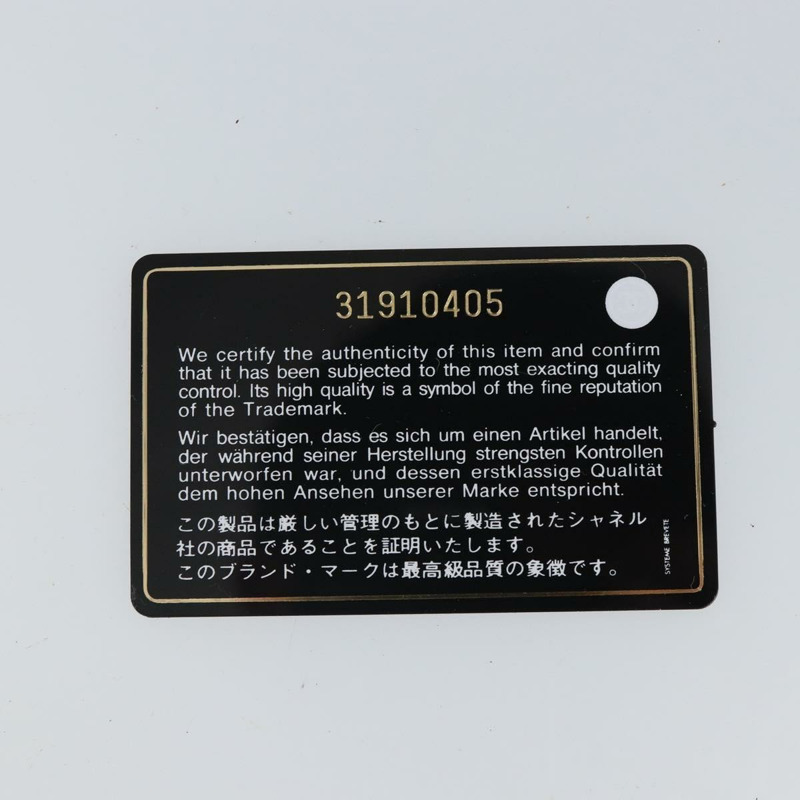 31910405
We certify the authenticity of this item and confirm
that it has been subjected to the most exacting quality
control. Its high quality is a symbol of the fine reputation
of the Trademark.
Wir bestätigen, dass es sich um einen Artikel handelt,
der während seiner Herstellung strengsten Kontrollen
unterworfen war, und dessen erstklassige Qualität
dem hohen Ansehen unserer Marke entspricht.
この製品は厳しい管理のもとに製造されたシャネル
社の商品であることを証明いたします。
このブランド・マークは最高級品質の象徴です。
SYSTEME BREVETE